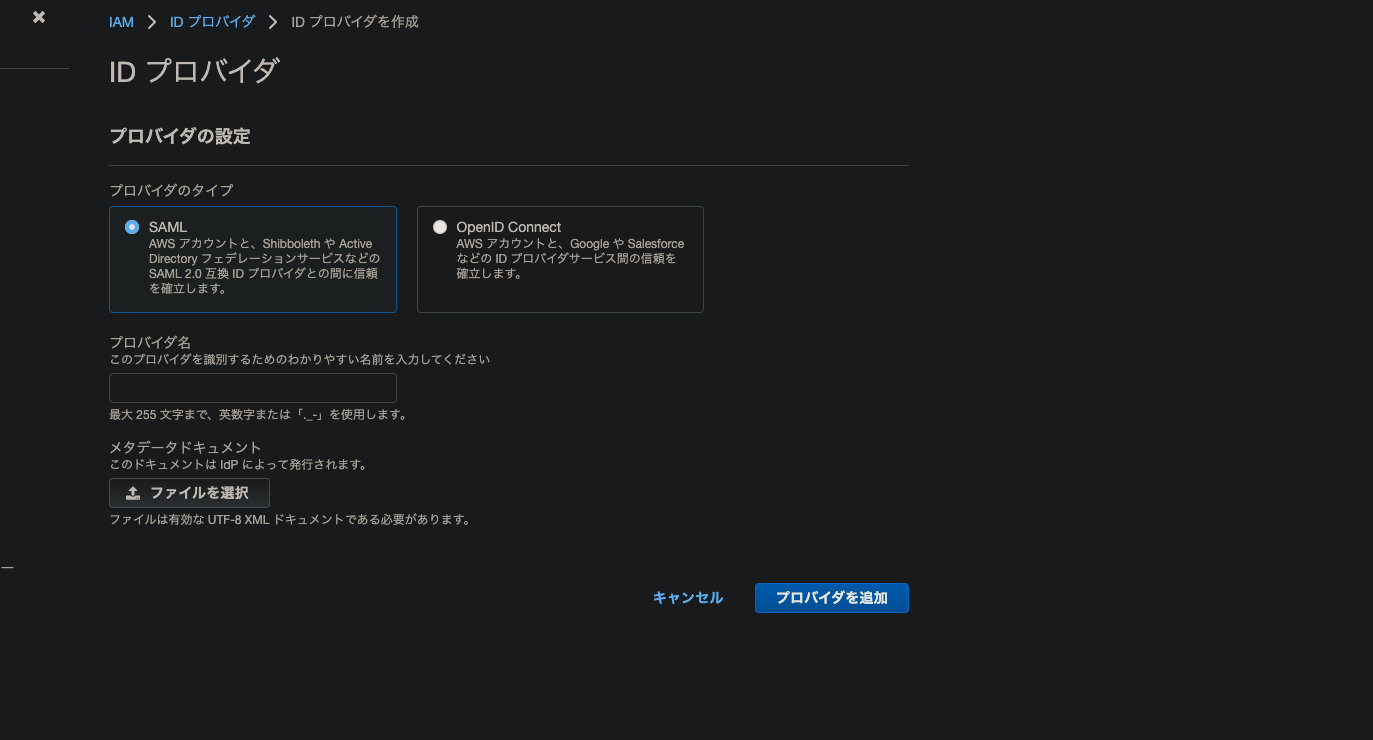 IAM > ID プロバイダ > ID プロバイダを作成
ID プロバイダ
プロバイダの設定
プロバイダのタイプ
SAML
AWS アカウントと、Shibboleth や Active
Directory フェデレーションサービスなどの
SAML 2.0 互換 ID プロバイダとの間に信頼
を確立します。
OpenID Connect
AWS アカウントと、Google や Salesforce
などの ID プロバイダサービス間の信頼を
確立します。
プロバイダ名
このプロバイダを識別するためのわかりやすい名前を入力してください
最大 255 文字まで、英数字または「._-」を使用します。
メタデータドキュメント
このドキュメントは IdP によって発行されます。
ファイルを選択
ファイルは有効な UTF-8 XML ドキュメントである必要があります。
キャンセル
プロバイダを追加